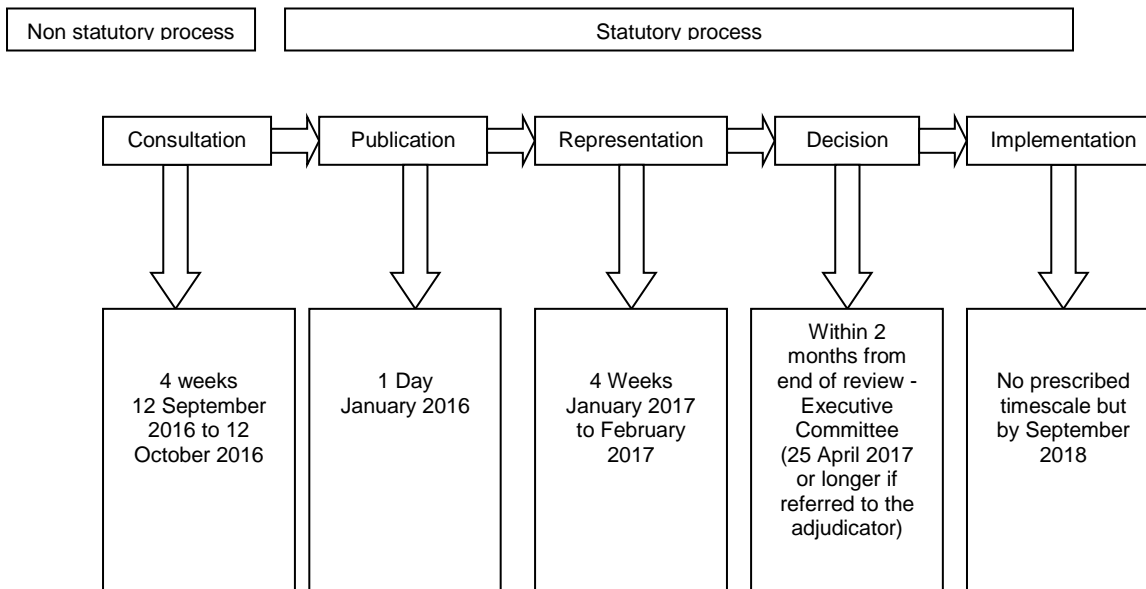 Non statutory process
Statutory process
Consultation
Publication
Representation
Decision
Implementation
4 weeks
12 September
2016 to 12
October 2016
1 Day
January 2016
4 Weeks
January 2017
to February
2017
Within 2
months from
end of review -
Executive
Committee
(25 April 2017
or longer if
referred to the
adjudicator)
No prescribed
timescale but
by September
2018